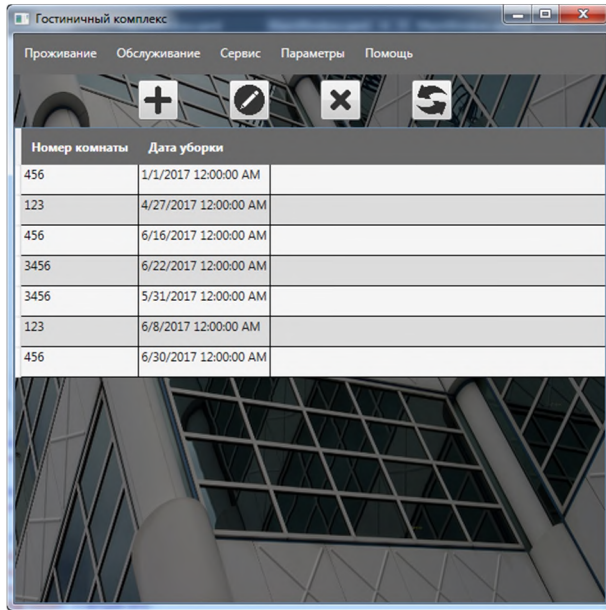 Гостиничный комплекс
Проживание Обслуживание Сервис Параметры Помощь
Номер комнаты Дата уборки
456 1/1/2017 12:00:00 AM
123 4/27/2017 12:00:00 AM
456 6/16/2017 12:00:00 AM
3456 6/22/2017 12:00:00 AM
3456 5/31/2017 12:00:00 AM
123 6/8/2017 12:00:00 AM
456 6/30/2017 12:00:00 AM